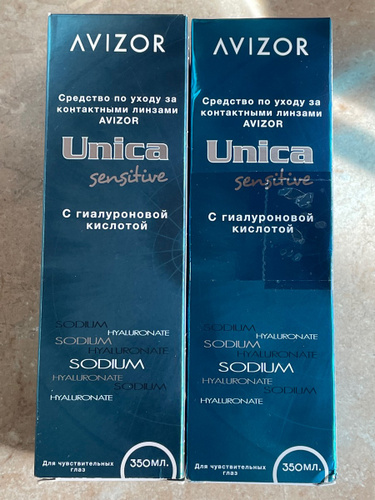 AVIZOR
Средство по уходу за
контактными линзами
AVIZOR
Unica
sensitive
С гиалуроновой
кислотой
SODIUM
HYALURONATE
SODIUM
HYALURONATE
SODIUM
HYALURONATE
SODIUM
HYALURONATE
Для чувствительных
глаз
350МЛ.
AVIZOR
Средство по уходу за
контактными линзами
AVIZOR
Unica
sensitive
С гиалуроновой
кислотой
SODIUM
HYALURONATE
SODIUM
HYALURONATE
SODIUM
HYALURONATE
SODIUM
HYALURONATE
Для чувствительных
глаз
350МЛ.